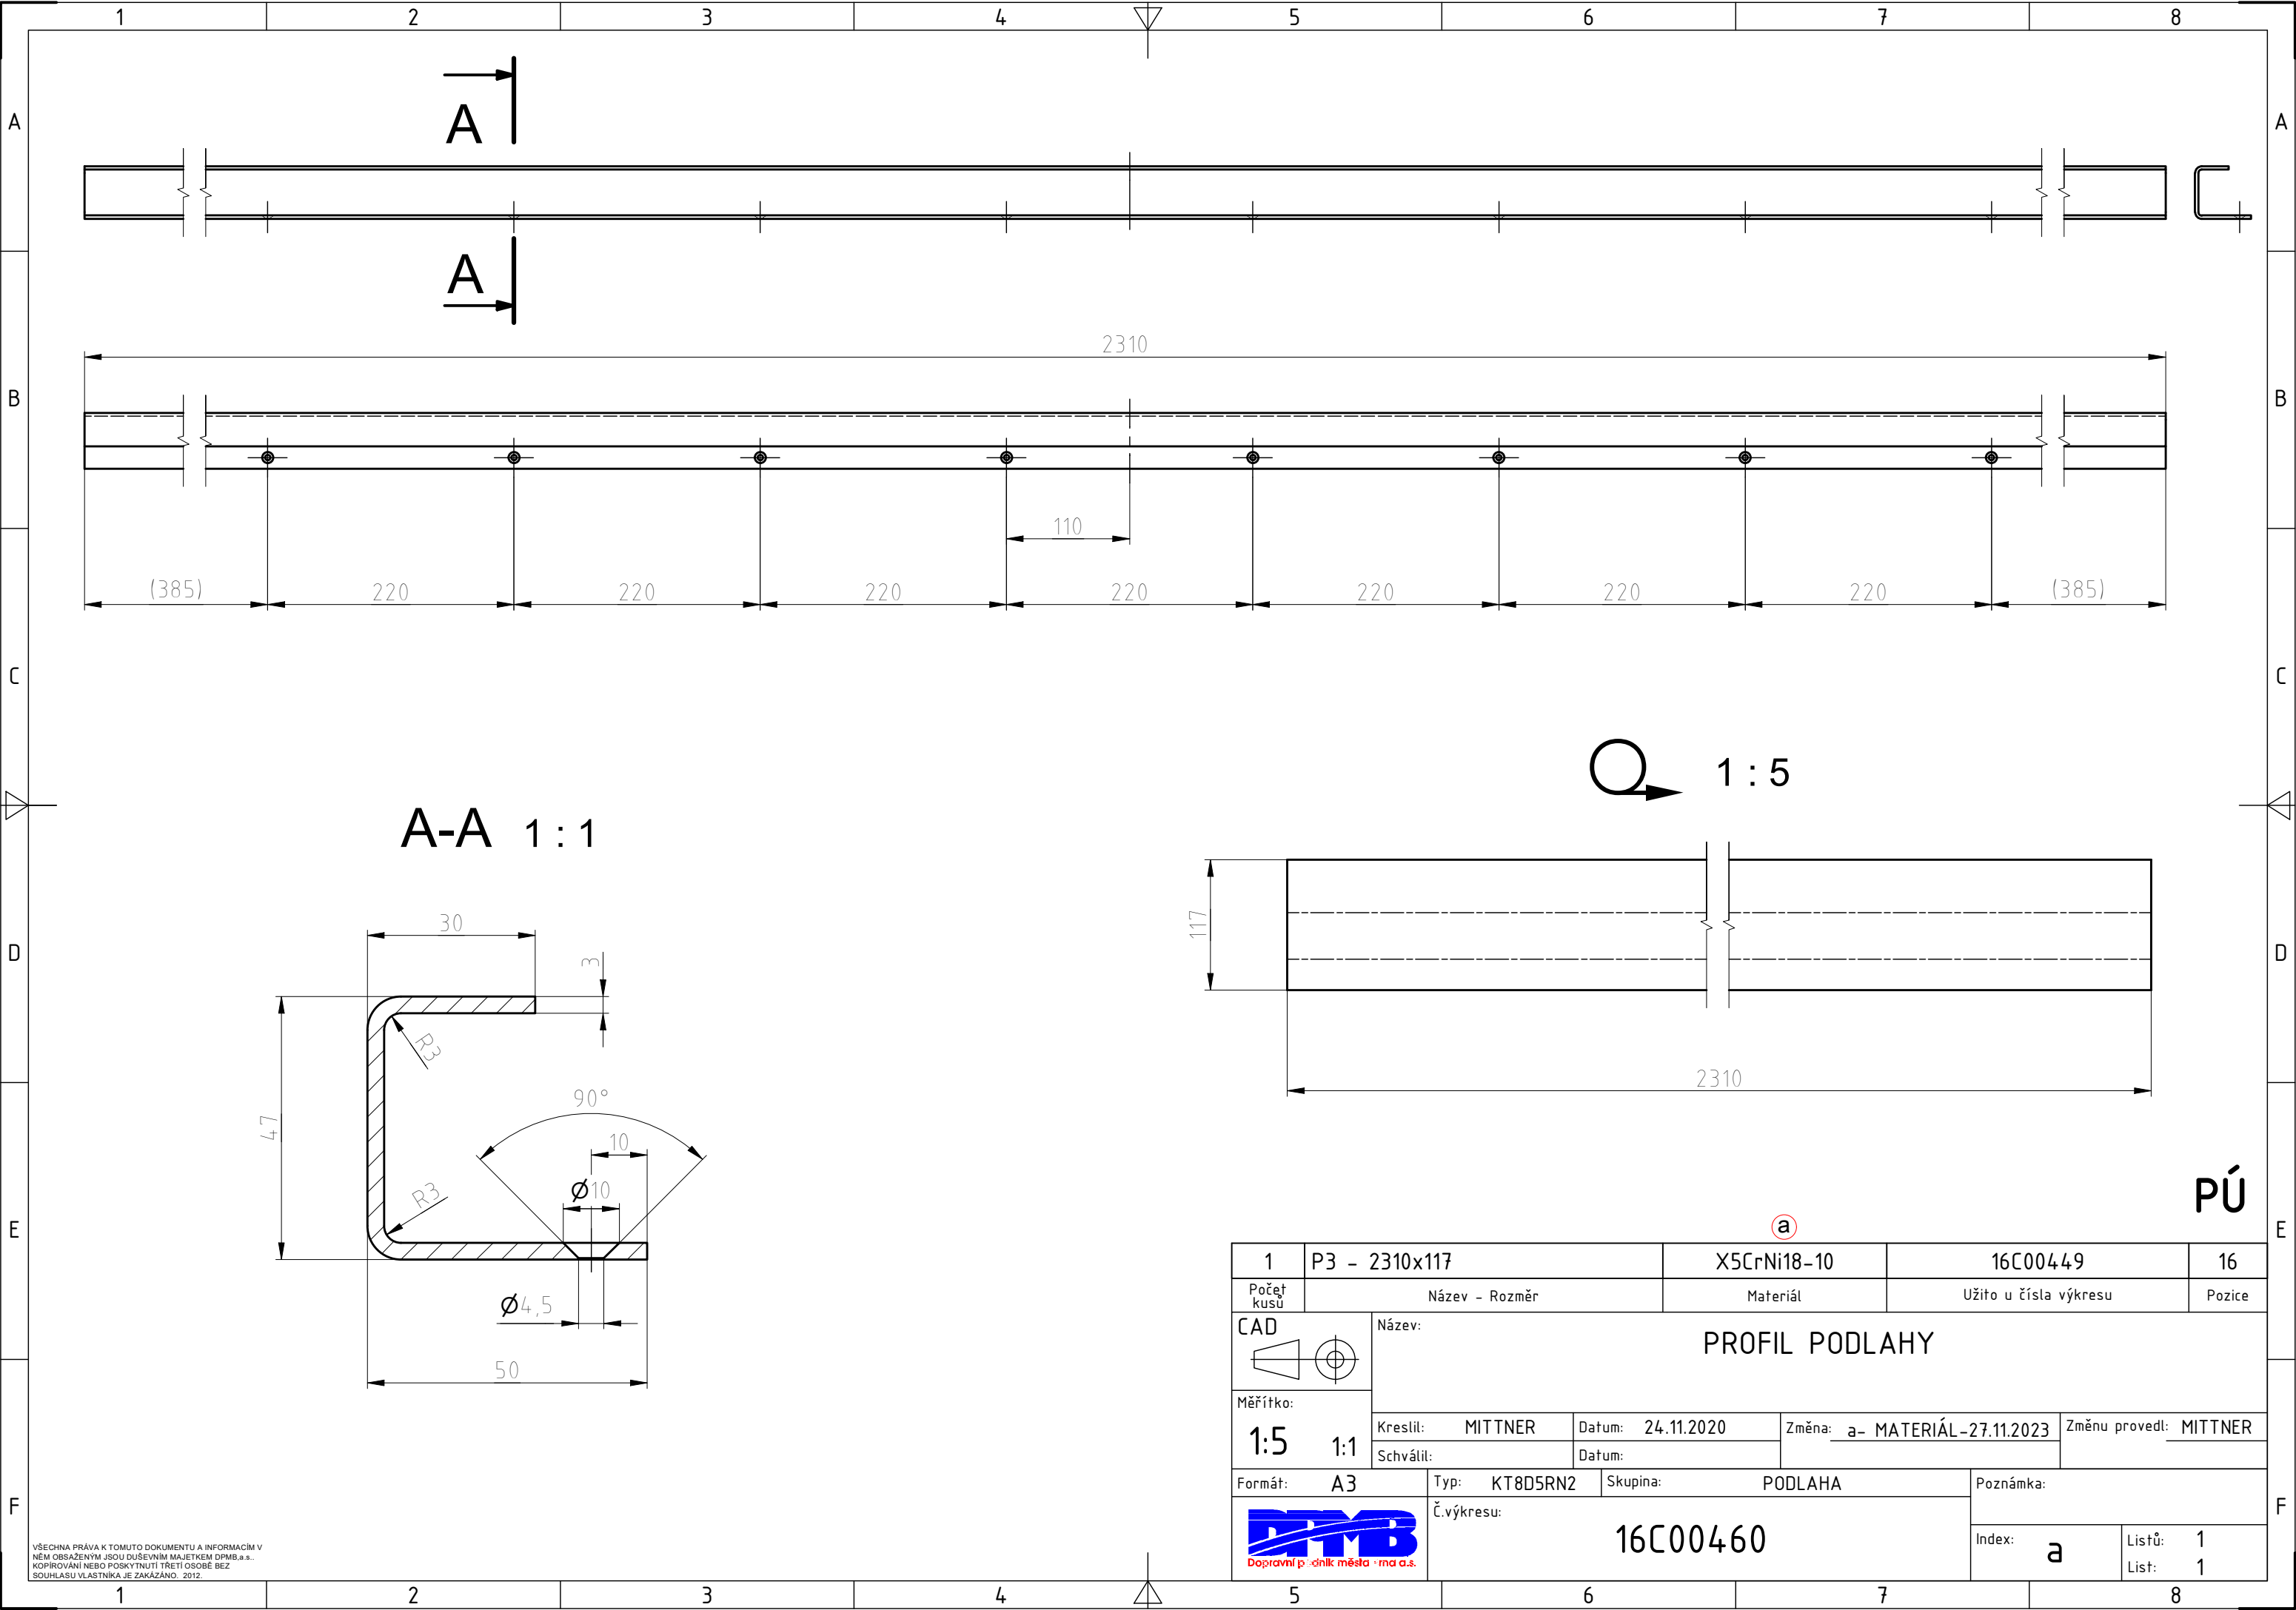 1 2 3 4 5 6 7 8
A A
A
A
2310
B B
110
(385) 220 220 220 220 220 220 220 (385)
C C
1 : 5
A-A 1 : 1
117
2310
D D
30
3
R3
47
90°
10
R3
Ø10
Ø4,5
50
PÚ
E E
a
1 P3 - 2310x117 X5CrNi18-10 16C00449 16
Počet kusů Název - Rozměr Materiál Užito u čísla výkresu Pozice
CAD Název: PROFIL PODLAHY
Měřítko:
1:5 1:1
Kreslil: MITTNER Datum: 24.11.2020 Změna: a- MATERIÁL-27.11.2023 Změnu provedl: MITTNER
Schválil: Datum:
Formát: A3 Typ: KT8D5RN2 Skupina: PODLAHA Poznámka:
F F
DPMB
Dopravní města a.s.
Č.výkresu: 16C00460
Index: a Listů: 1
List: 1
VŠECHNA PRÁVA K TOMUTO DOKUMENTU A INFORMACÍM V
NĚM OBSAŽENÝM JSOU DUŠEVNÍM MAJETKEM DPMB,a.s..
KOPÍROVÁNÍ NEBO POSKYTNUTÍ TŘETÍ OSOBĚ BEZ
SOUHLASU VLASTNÍKA JE ZAKÁZÁNO. 2012.
1 2 3 4 5 6 7 8